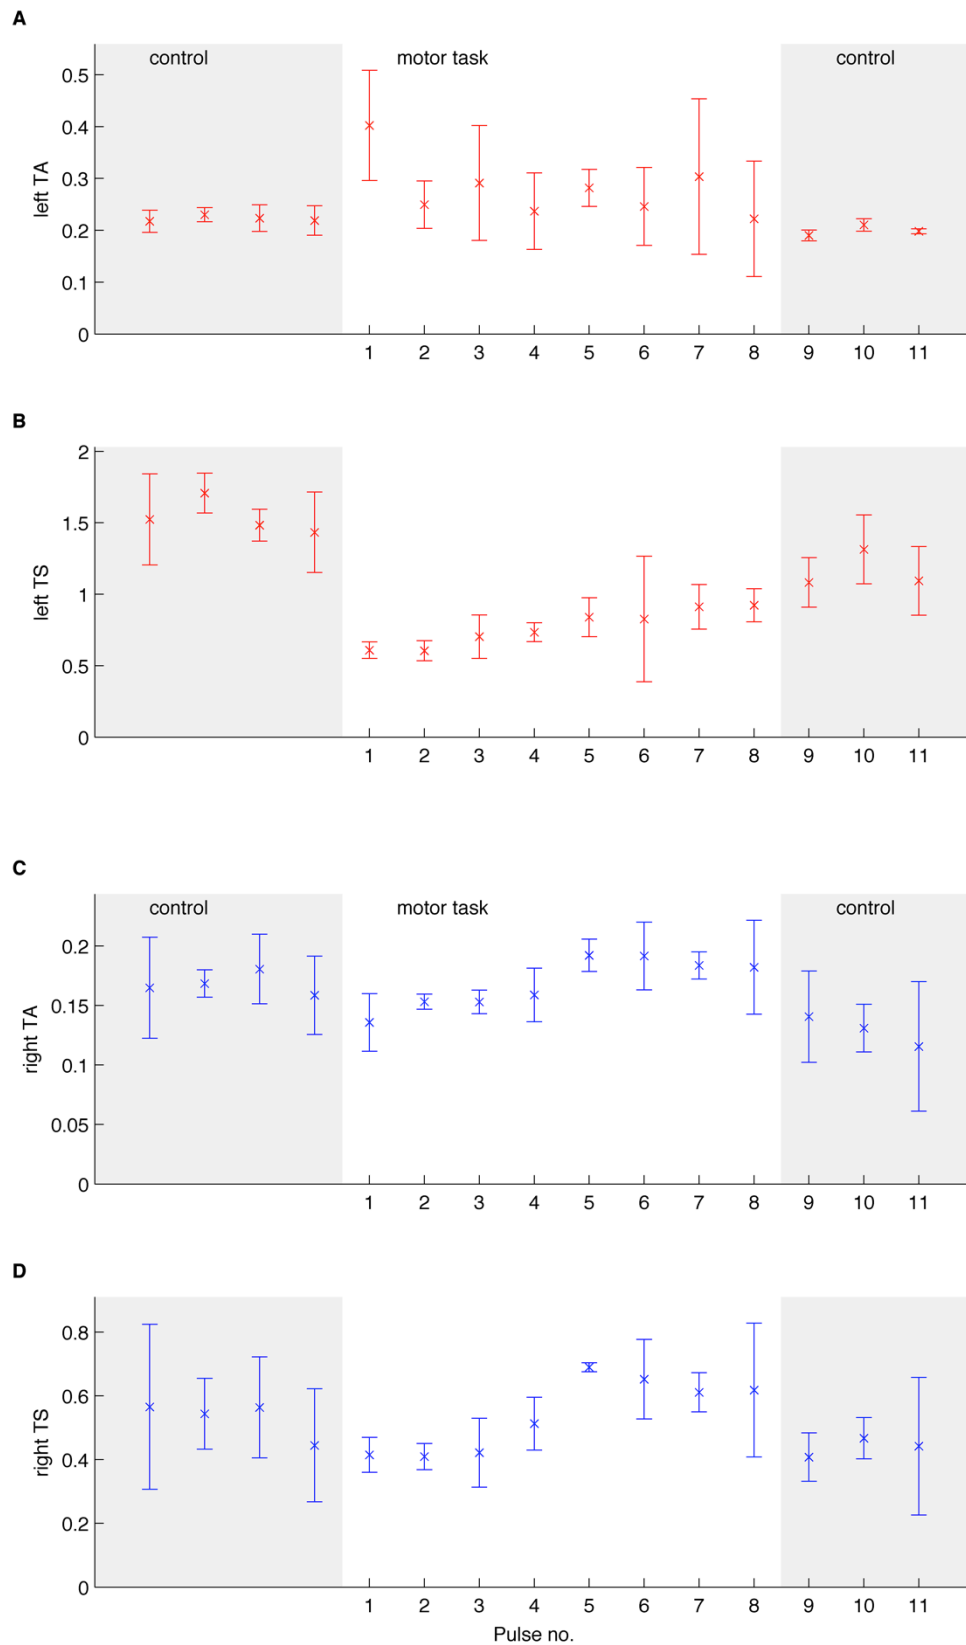 A
control motor task control
0.5
0.4
0.3
0.2
0.1
0
left TA
1 2 3 4 5 6 7 8 9 10 11
B
2
1.5
1
0.5
0
left TS
1 2 3 4 5 6 7 8 9 10 11
C
control motor task control
0.2
0.15
0.1
0.05
0
right TA
1 2 3 4 5 6 7 8 9 10 11
D
0.8
0.6
0.4
0.2
0
right TS
1 2 3 4 5 6 7 8 9 10 11
Pulse no.